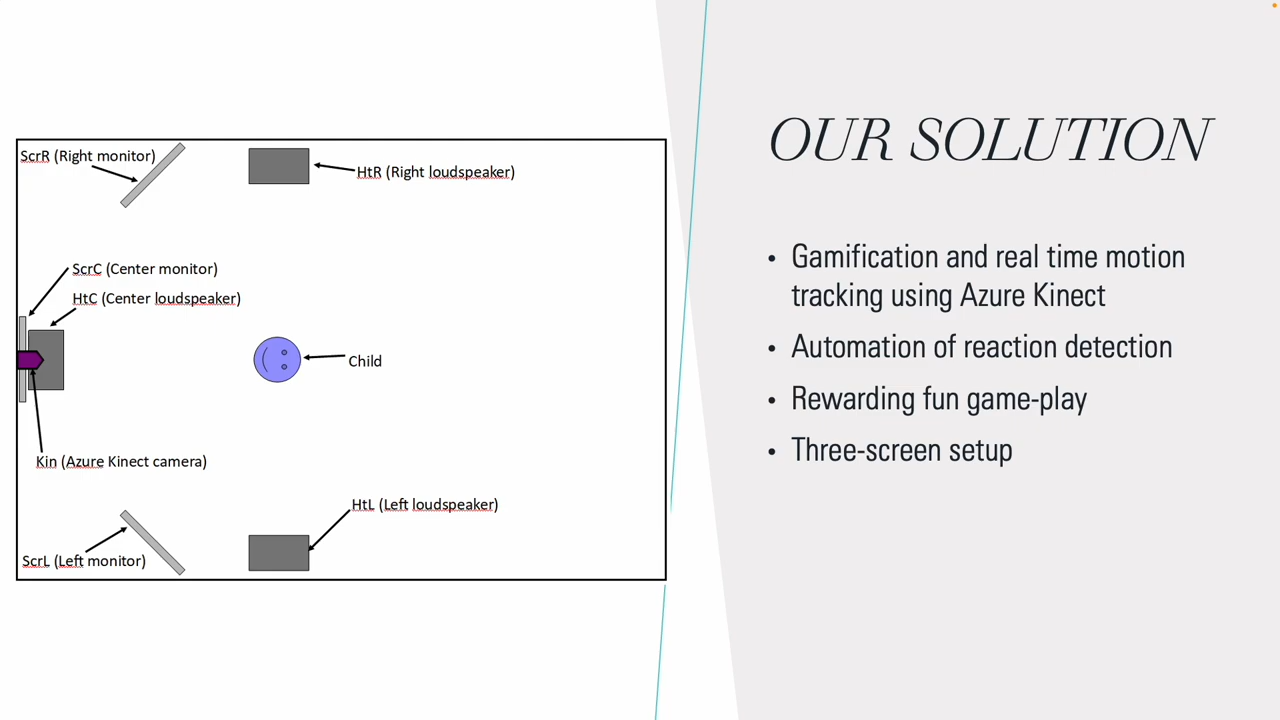 ScrR (Right monitor)
HtR (Right loudspeaker)
ScrC (Center monitor)
HtC (Center loudspeaker)
Child
Kin (Azure Kinect camera)
HtL (Left loudspeaker)
ScrL (Left monitor)
OUR SOLUTION
• Gamification and real time motion
tracking using Azure Kinect
• Automation of reaction detection
• Rewarding fun game-play
• Three-screen setup